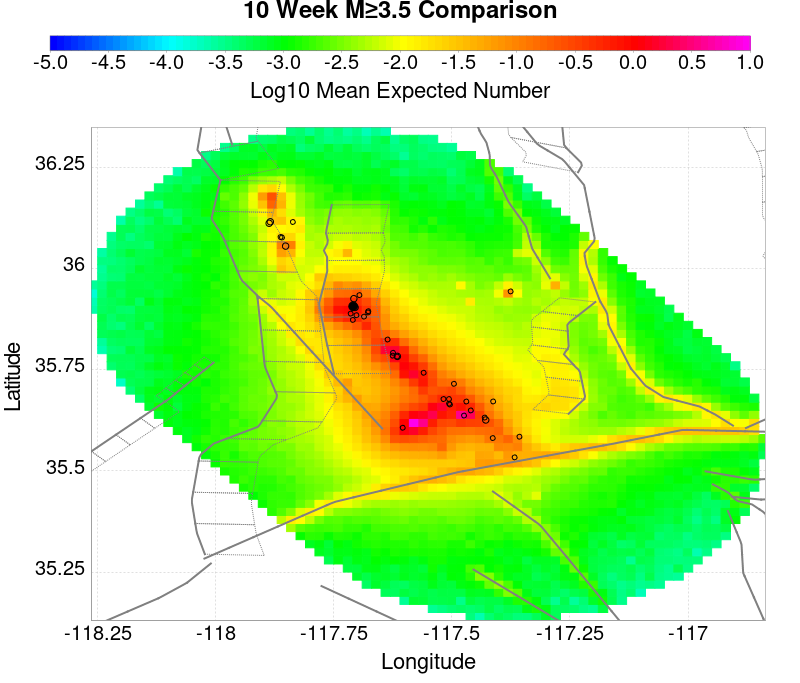 10 Week M≥3.5 Comparison
-5.0 -4.5 -4.0 -3.5 -3.0 -2.5 -2.0 -1.5 -1.0 -0.5 0.0 0.5 1.0
Log10 Mean Expected Number
36.25
36
35.75
35.5
35.25
Latitude
-118.25 -118 -117.75 -117.5 -117.25 -117
Longitude